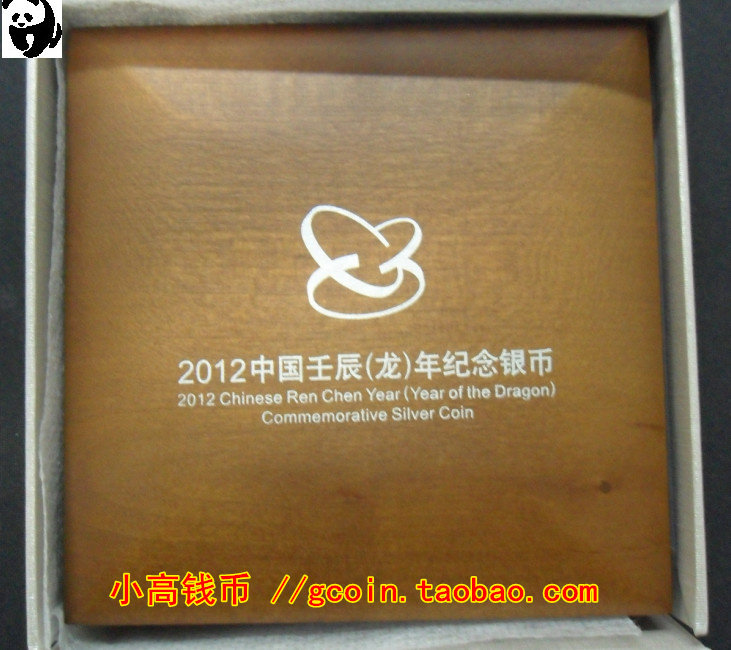 2012中国壬辰(龙)年纪念银币
2012 Chinese Ren Chen Year (Year of the Dragon)
Commemorative Silver Coin
小高钱币 //gcoin.taobao.com